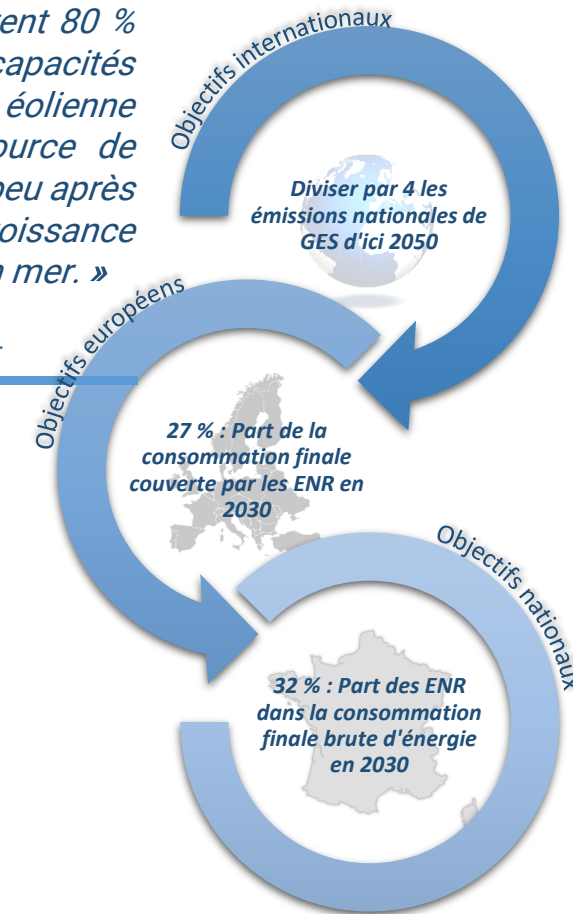 ent 80 %
capacités
éolienne
ource de
peu après
roissance
n mer. »
Objectifs internationaux
Diviser par 4 les
émissions nationales de
GES d'ici 2050
Objectifs européens
27 % : Part de la
consommation finale
couverte par les ENR en
2030
Objectifs nationaux
32 % : Part des ENR
dans la consommation
finale brute d'énergie
en 2030